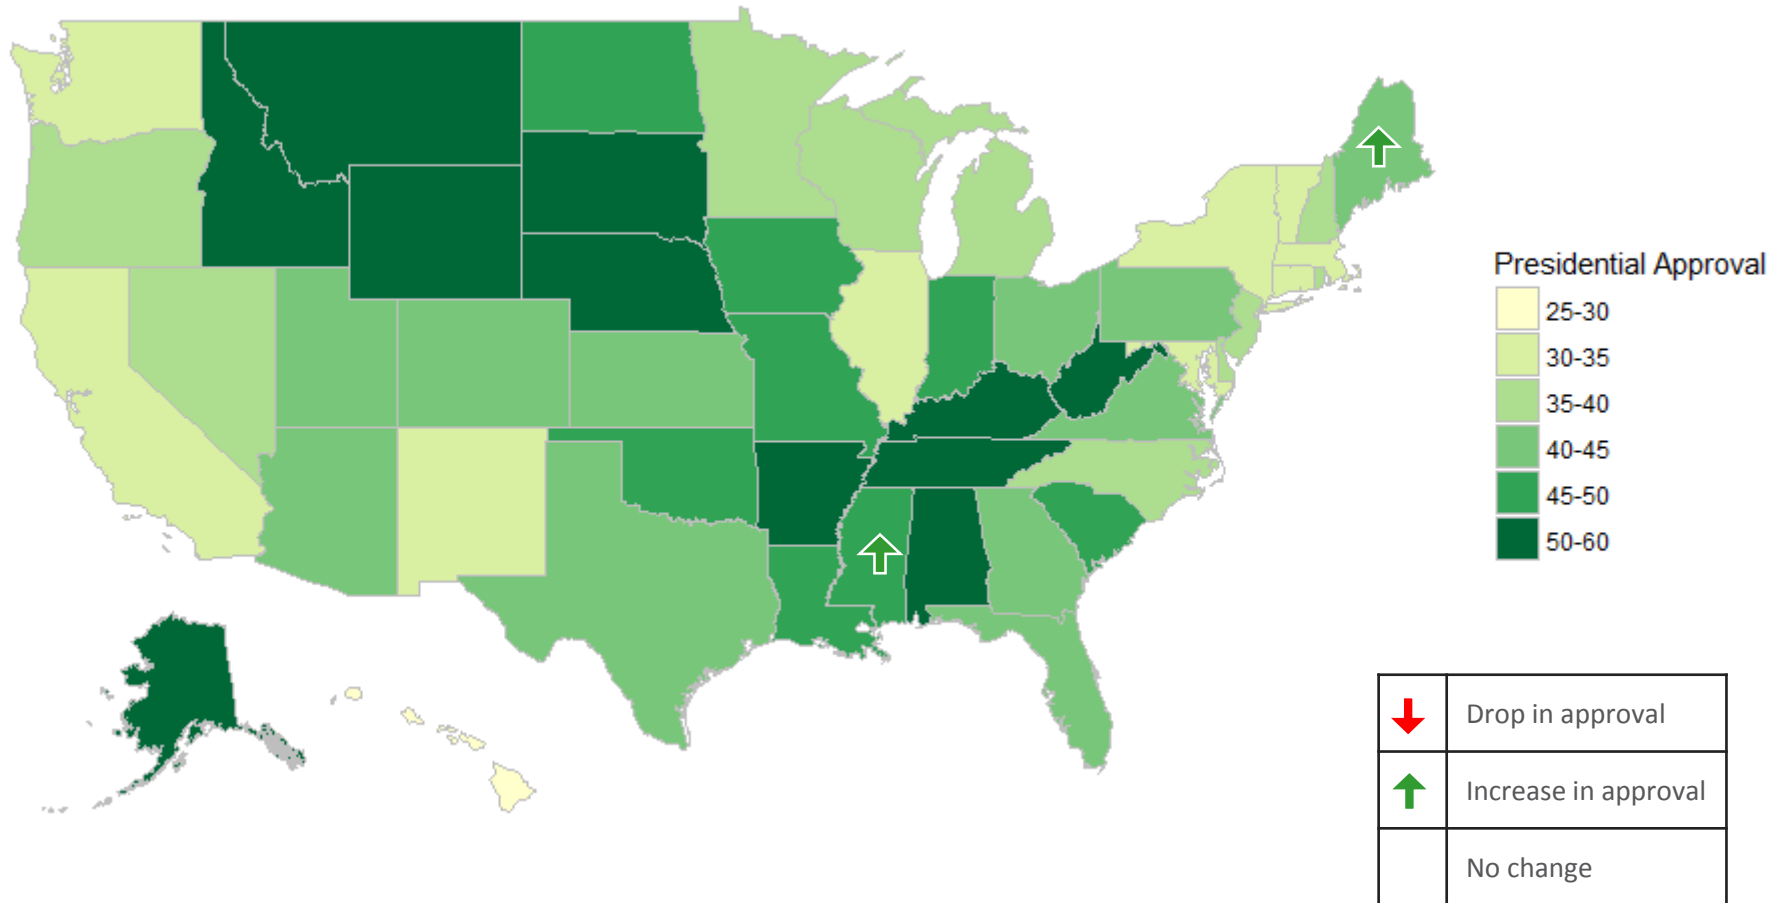 Presidential Approval
25-30
30-35
35-40
40-45
45-50
50-60
Drop in approval
Increase in approval
No change